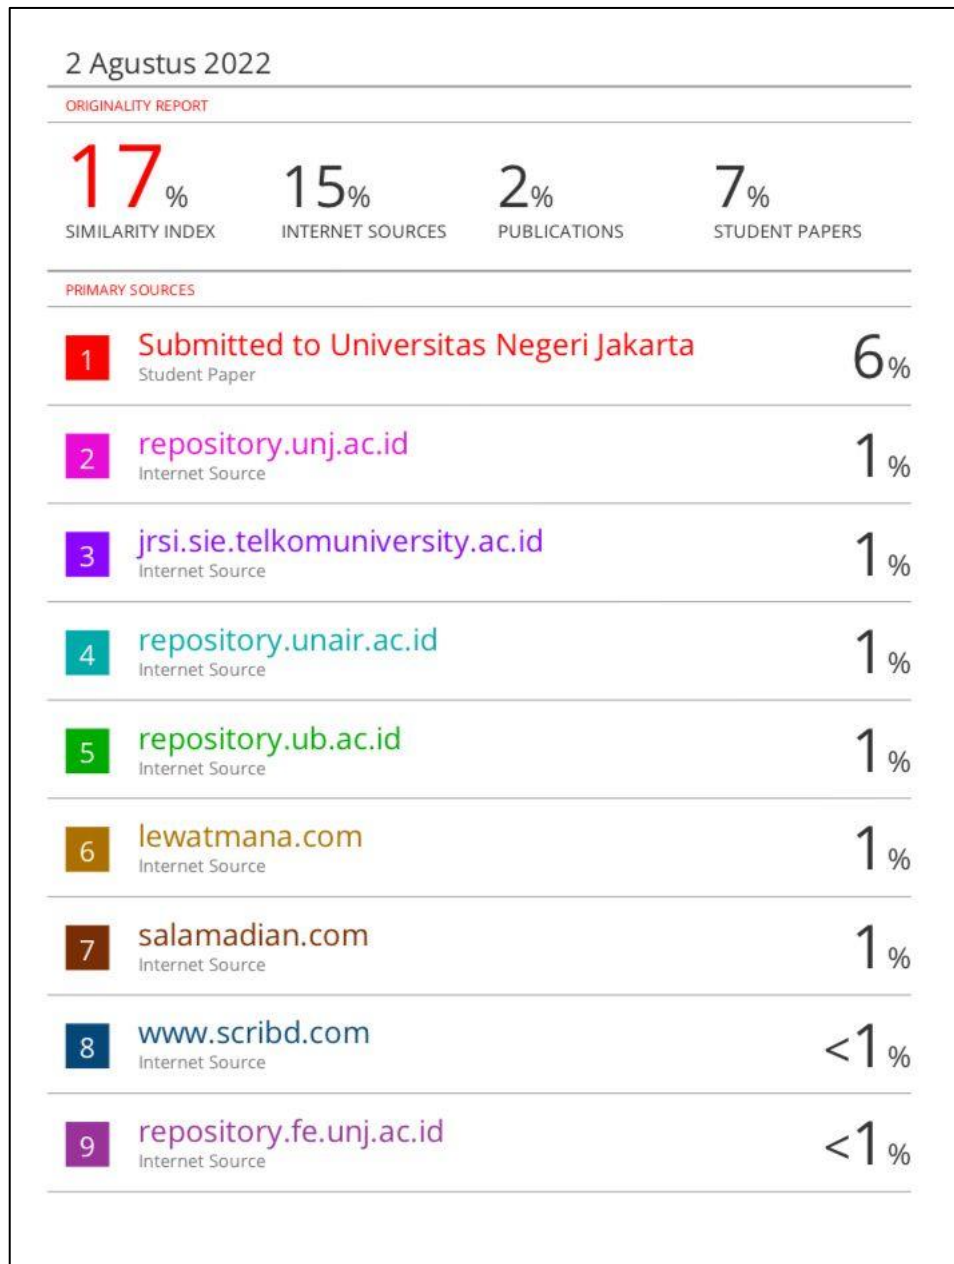 2 Agustus 2022
ORIGINALITY REPORT
17%
15%
2%
7%
SIMILARITY INDEX
INTERNET SOURCES
PUBLICATIONS
STUDENT PAPERS
PRIMARY SOURCES
1
Submitted to Universitas Negeri Jakarta
Student Paper
6%
2
repository.unj.ac.id
Internet Source
1%
3
jrsi.sie.telkomuniversity.ac.id
Internet Source
1%
4
repository.unair.ac.id
Internet Source
1%
5
repository.ub.ac.id
Internet Source
1%
6
lewatmana.com
Internet Source
1%
7
salamadian.com
Internet Source
1%
8
www.scribd.com
Internet Source
<1%
9
repository.fe.unj.ac.id
Internet Source
<1%